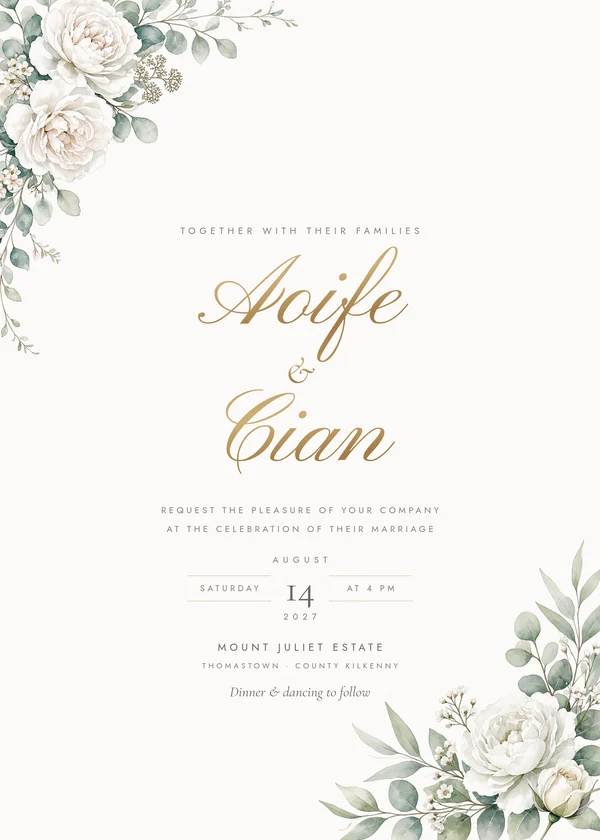 TOGETHER WITH THEIR FAMILIES
Aoife
&
Cian
REQUEST THE PLEASURE OF YOUR COMPANY
AT THE CELEBRATION OF THEIR MARRIAGE
AUGUST
SATURDAY 14 AT 4 PM
2027
MOUNT JULIET ESTATE
THOMASTOWN · COUNTY KILKENNY
Dinner & dancing to follow